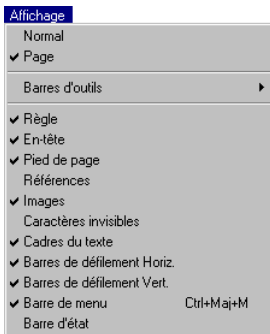 Affichage
Normal
Page
Barres d'outils
Règle
En-tête
Pied de page
Références
Images
Caractères invisibles
Cadres du texte
Barres de défilement Horiz.
Barres de défilement Vert.
Barre de menu Ctrl+Maj+M
Barre d'état